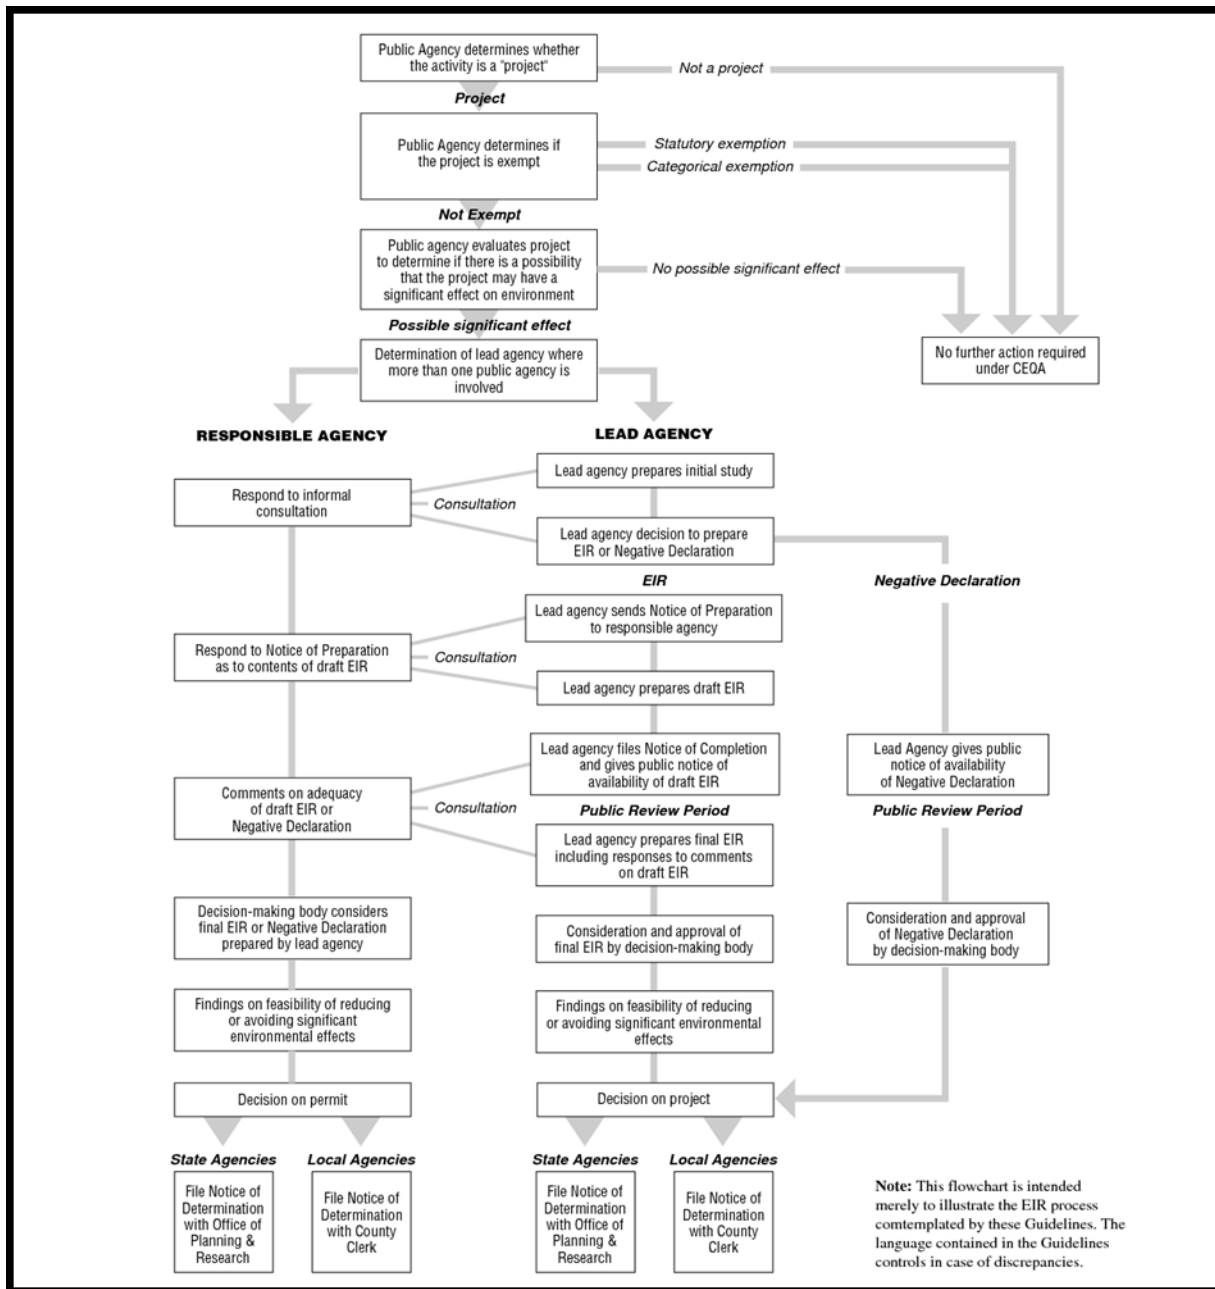 Public Agency determines whether
the activity is a "project"
Not a project
Project
Public Agency determines if
the project is exempt
Statutory exemption
Categorical exemption
Not Exempt
Public agency evaluates project
to determine if there is a possibility
that the project may have a
significant effect on environment
No possible significant effect
Possible significant effect
Determination of lead agency where
more than one public agency is
involved
No further action required
under CEQA
RESPONSIBLE AGENCY
LEAD AGENCY
Lead agency prepares initial study
Respond to informal
consultation
Consultation
Lead agency decision to prepare
EIR or Negative Declaration
EIR
Negative Declaration
Lead agency sends Notice of Preparation
to responsible agency
Respond to Notice of Preparation
as to contents of draft EIR
Consultation
Lead agency prepares draft EIR
Lead agency files Notice of Completion
and gives public notice of
availability of draft EIR
Lead Agency gives public
notice of availability
of Negative Declaration
Comments on adequacy
of draft EIR or
Negative Declaration
Consultation
Public Review Period
Public Review Period
Lead agency prepares final EIR
including responses to comments
on draft EIR
Decision-making body considers
final EIR or Negative Declaration
prepared by lead agency
Consideration and approval of
final EIR by decision-making body
Consideration and approval
of Negative Declaration
by decision-making body
Findings on feasibility of reducing
or avoiding significant
environmental effects
Findings on feasibility of reducing
or avoiding significant environmental
effects
Decision on permit
Decision on project
State Agencies
Local Agencies
State Agencies
Local Agencies
File Notice of
Determination
with Office of
Planning &
Research
File Notice of
Determination
with County
Clerk
File Notice of
Determination
with Office of
Planning &
Research
File Notice of
Determination
with County
Clerk
Note: This flowchart is intended
merely to illustrate the EIR process
comtemplated by these Guidelines. The
language contained in the Guidelines
controls in case of discrepancies.